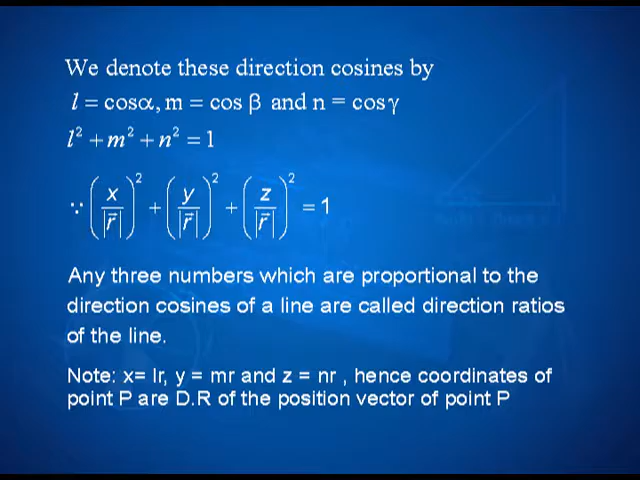 We denote these direction cosines by
l = cosα, m = cos β and n = cosγ
l² + m² + n² = 1
∵ (x/|r⃗|)² + (y/|r⃗|)² + (z/|r⃗|)² = 1
Any three numbers which are proportional to the
direction cosines of a line are called direction ratios
of the line.
Note: x= lr, y = mr and z = nr , hence coordinates of
point P are D.R of the position vector of point P